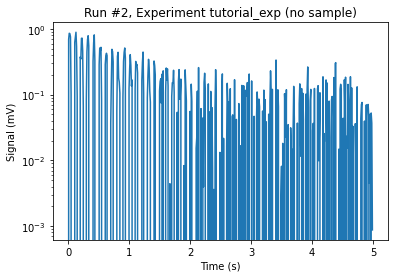 Run #2, Experiment tutorial_exp (no sample)
10⁰
10⁻¹
10⁻²
10⁻³
Signal (mV)
0 1 2 3 4 5
Time (s)